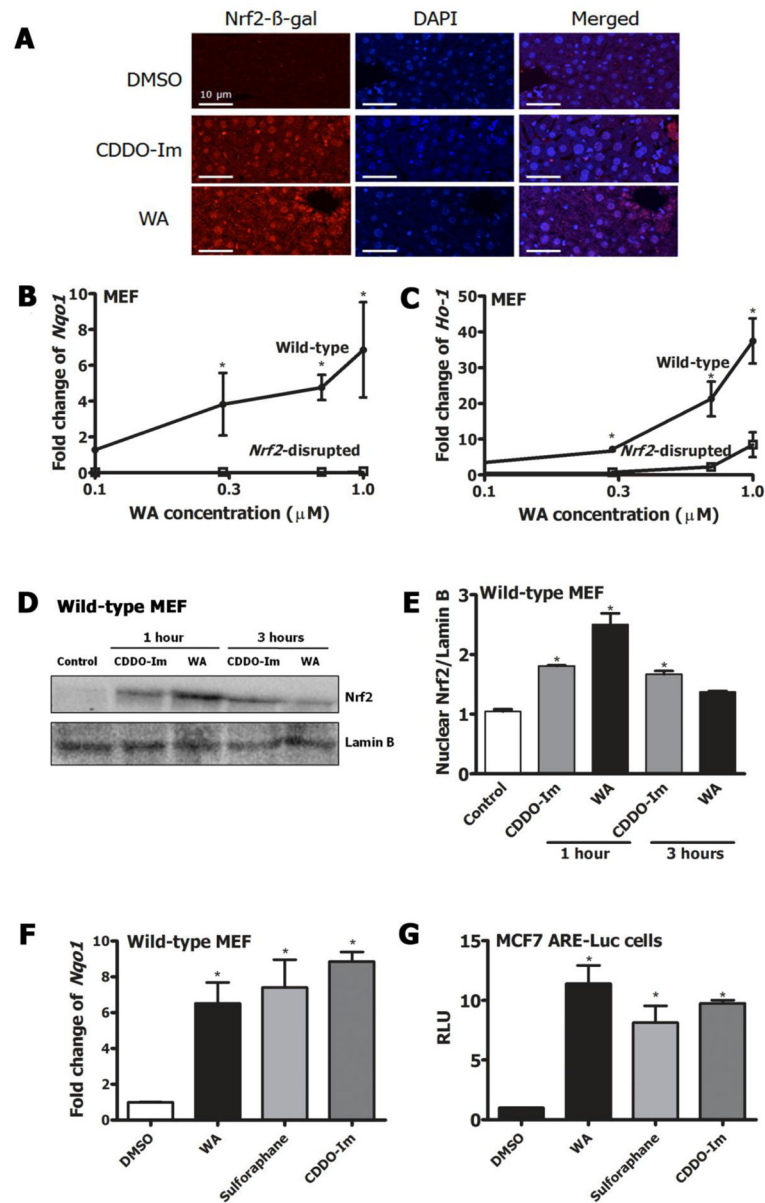 A
Nrf2-ß-gal DAPI Merged
DMSO
10 μm
CDDO-Im
WA
B
MEF
Fold change of Nqo1
10
8
6
4
2
0
Wild-type
Nrf2-disrupted
0.1 0.3 1.0
WA concentration (μM)
C
MEF
Fold change of Ho-1
50
40
30
20
10
0
Wild-type
Nrf2-disrupted
0.1 0.3 1.0
WA concentration (μM)
D Wild-type MEF
1 hour 3 hours
Control CDDO-Im WA CDDO-Im WA
Nrf2
Lamin B
E
Wild-type MEF
Nuclear Nrf2/Lamin B
3
2
1
0
* * *
Control CDDO-Im WA CDDO-Im WA
1 hour 3 hours
F
Wild-type MEF
Fold change of Nqo1
10
8
6
4
2
0
* * *
DMSO WA Sulforaphane CDDO-Im
G
MCF7 ARE-Luc cells
RLU
15
10
5
0
* * *
DMSO WA Sulforaphane CDDO-Im